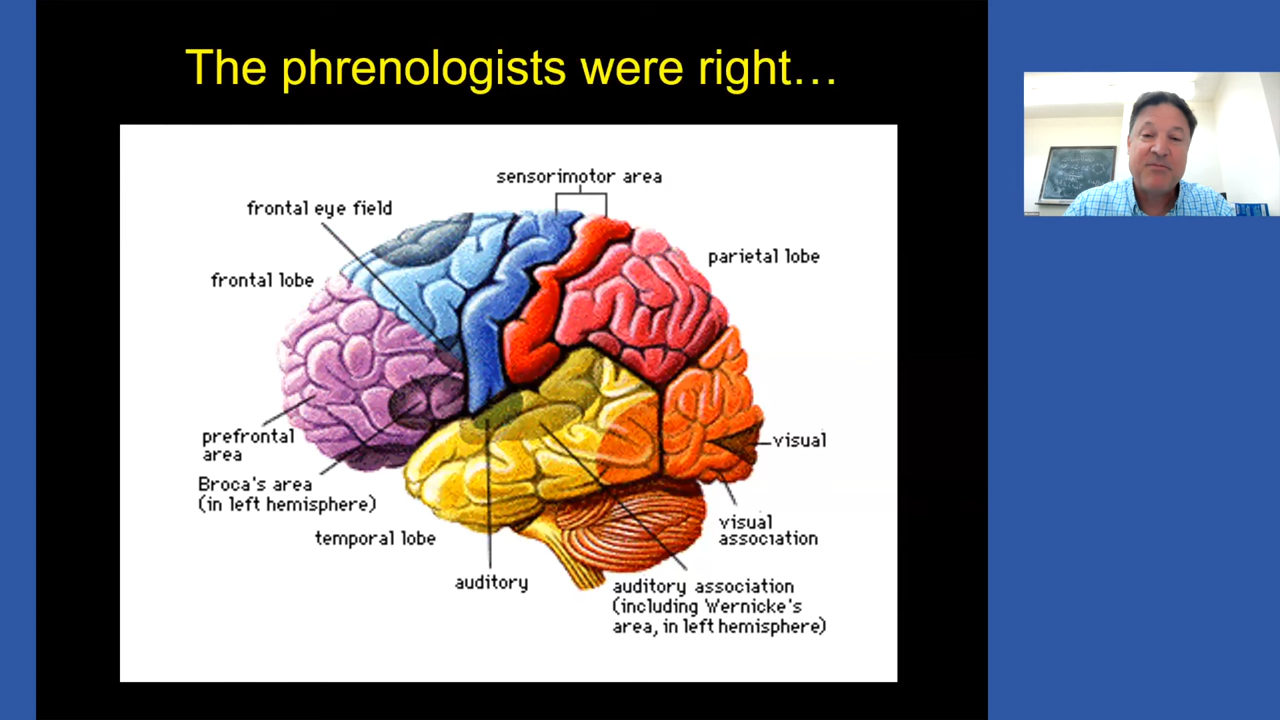 The phrenologists were right…
sensorimotor area
frontal eye field
parietal lobe
frontal lobe
prefrontal
area
visual
Broca's area
(in left hemisphere)
visual
association
temporal lobe
auditory
auditory association
(including Wernicke's
area, in left hemisphere)